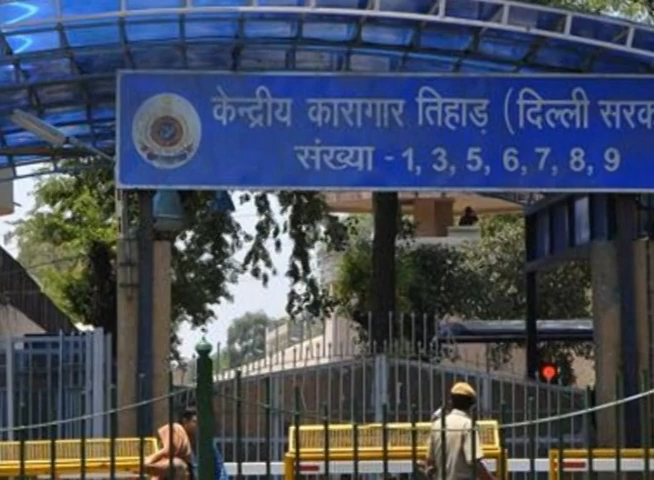 केन्द्रीय कारागार तिहाड़ (दिल्ली सरक
संख्या - 1, 3, 5, 6, 7, 8, 9